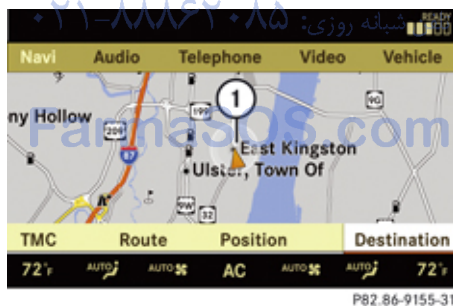 ۰۲۱-۸۸۸۶۲۰۸۵ شبانه روزی:
READY
Navi Audio Telephone Video Vehicle
1
9G
199
ny Hollow
209
FarmaSOS.com
East Kingston
87
Ulster, Town Of
9W
32
TMC Route Position Destination
72°F AUTO AUTO AC AUTO AUTO 72°F
P82.86-9155-31